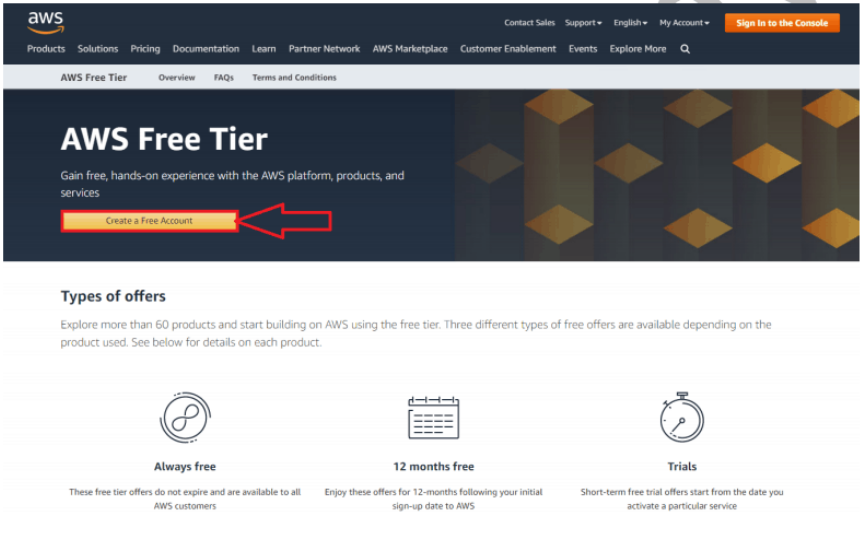 aws
Contact Sales Support English My Account Sign In to the Console
Products Solutions Pricing Documentation Learn Partner Network AWS Marketplace Customer Enablement Events Explore More
AWS Free Tier Overview FAQs Terms and Conditions
AWS Free Tier
Gain free, hands-on experience with the AWS platform, products, and
services
Create a Free Account
Types of offers
Explore more than 60 products and start building on AWS using the free tier. Three different types of free offers are available depending on the
product used. See below for details on each product.
Always free
These free tier offers do not expire and are available to all
AWS customers
12 months free
Enjoy these offers for 12-months following your initial
sign-up date to AWS
Trials
Short-term free trial offers start from the date you
activate a particular service